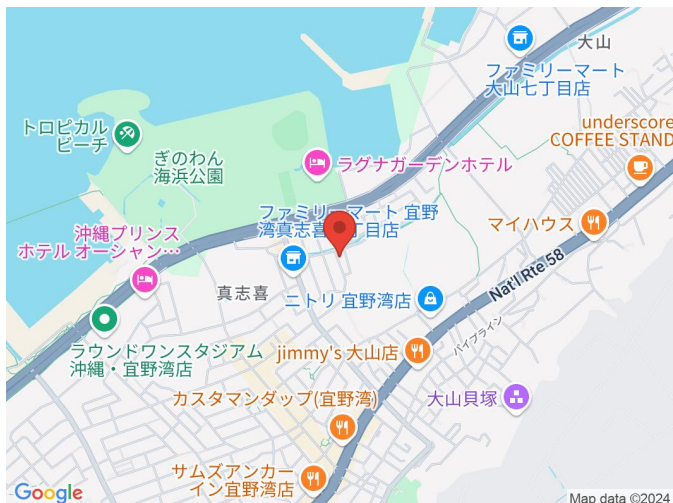 大山
ファミリーマート
大山七丁目店
underscore
COFFEE STAND
トロピカル
ビーチ
ぎのわん
海浜公園
ラグナガーデンホテル
沖縄プリンス
ホテル オーシャン…
ファミリーマート 宜野
湾真志喜
丁目店
マイハウス
真志喜
ニトリ 宜野湾店
Nat'l Rte 58
パイプライン
ラウンドワンスタジアム
沖縄・宜野湾店
jimmy's 大山店
カスタマンダップ(宜野湾)
大山貝塚
サムズアンカー
イン宜野湾店
Google
Map data ©2024